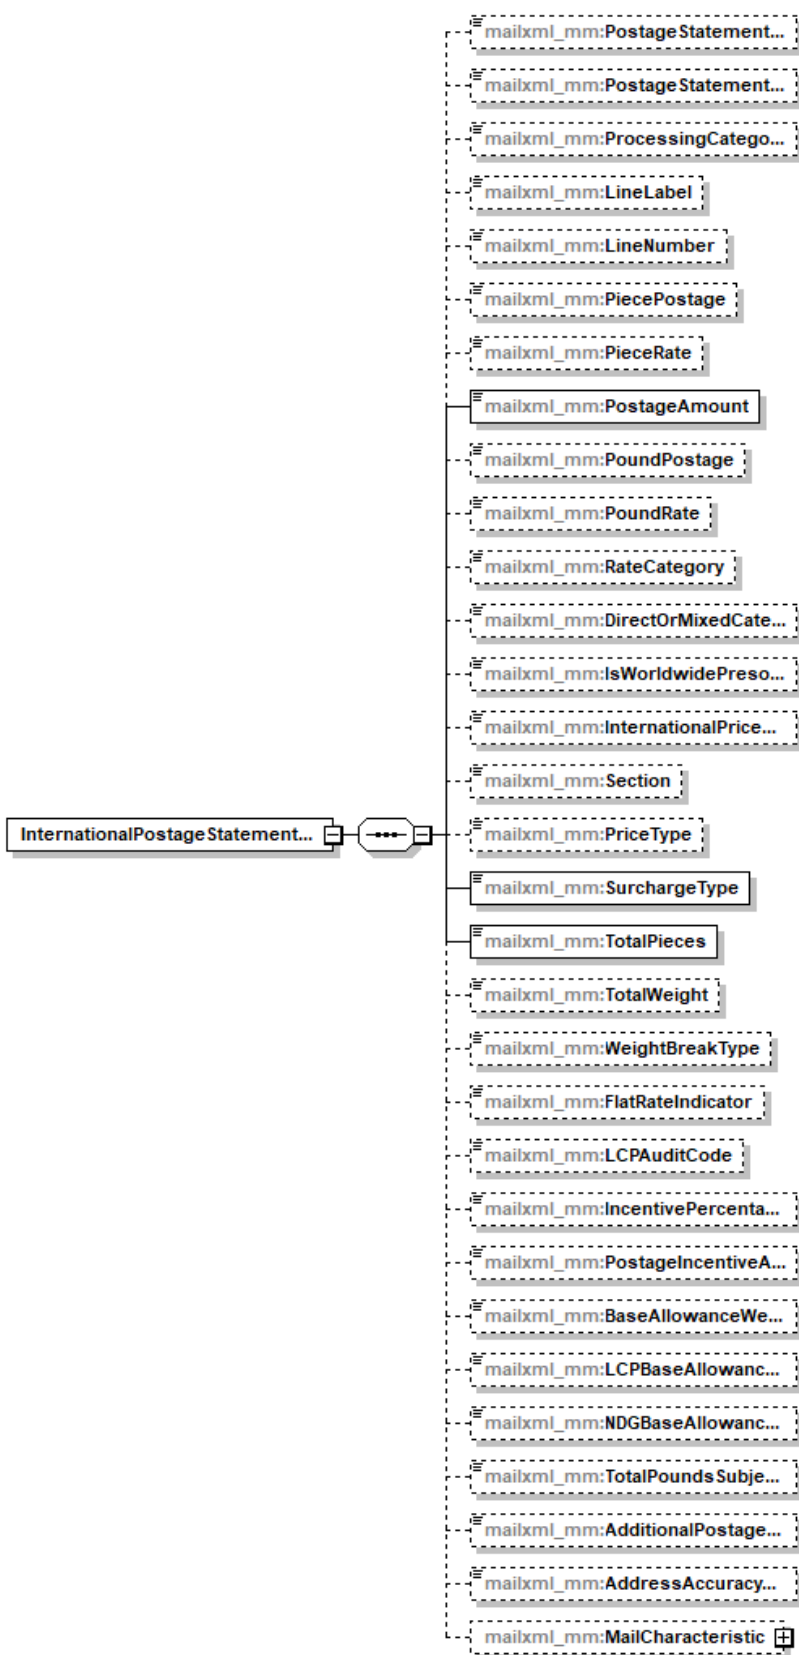 mailxml_mm:PostageStatement...
mailxml_mm:PostageStatement...
mailxml_mm:ProcessingCatego...
mailxml_mm:LineLabel
mailxml_mm:LineNumber
mailxml_mm:PiecePostage
mailxml_mm:PieceRate
mailxml_mm:PostageAmount
mailxml_mm:PoundPostage
mailxml_mm:PoundRate
mailxml_mm:RateCategory
mailxml_mm:DirectOrMixedCate...
mailxml_mm:IsWorldwidePreso...
mailxml_mm:InternationalPrice...
mailxml_mm:Section
InternationalPostageStatement...
mailxml_mm:PriceType
mailxml_mm:SurchargeType
mailxml_mm:TotalPieces
mailxml_mm:TotalWeight
mailxml_mm:WeightBreakType
mailxml_mm:FlatRateIndicator
mailxml_mm:LCPAuditCode
mailxml_mm:IncentivePercenta...
mailxml_mm:PostageIncentiveA...
mailxml_mm:BaseAllowanceWe...
mailxml_mm:LCPBaseAllowanc...
mailxml_mm:NDGBaseAllowanc...
mailxml_mm:TotalPoundsSubje...
mailxml_mm:AdditionalPostage...
mailxml_mm:AddressAccuracy...
mailxml_mm:MailCharacteristic